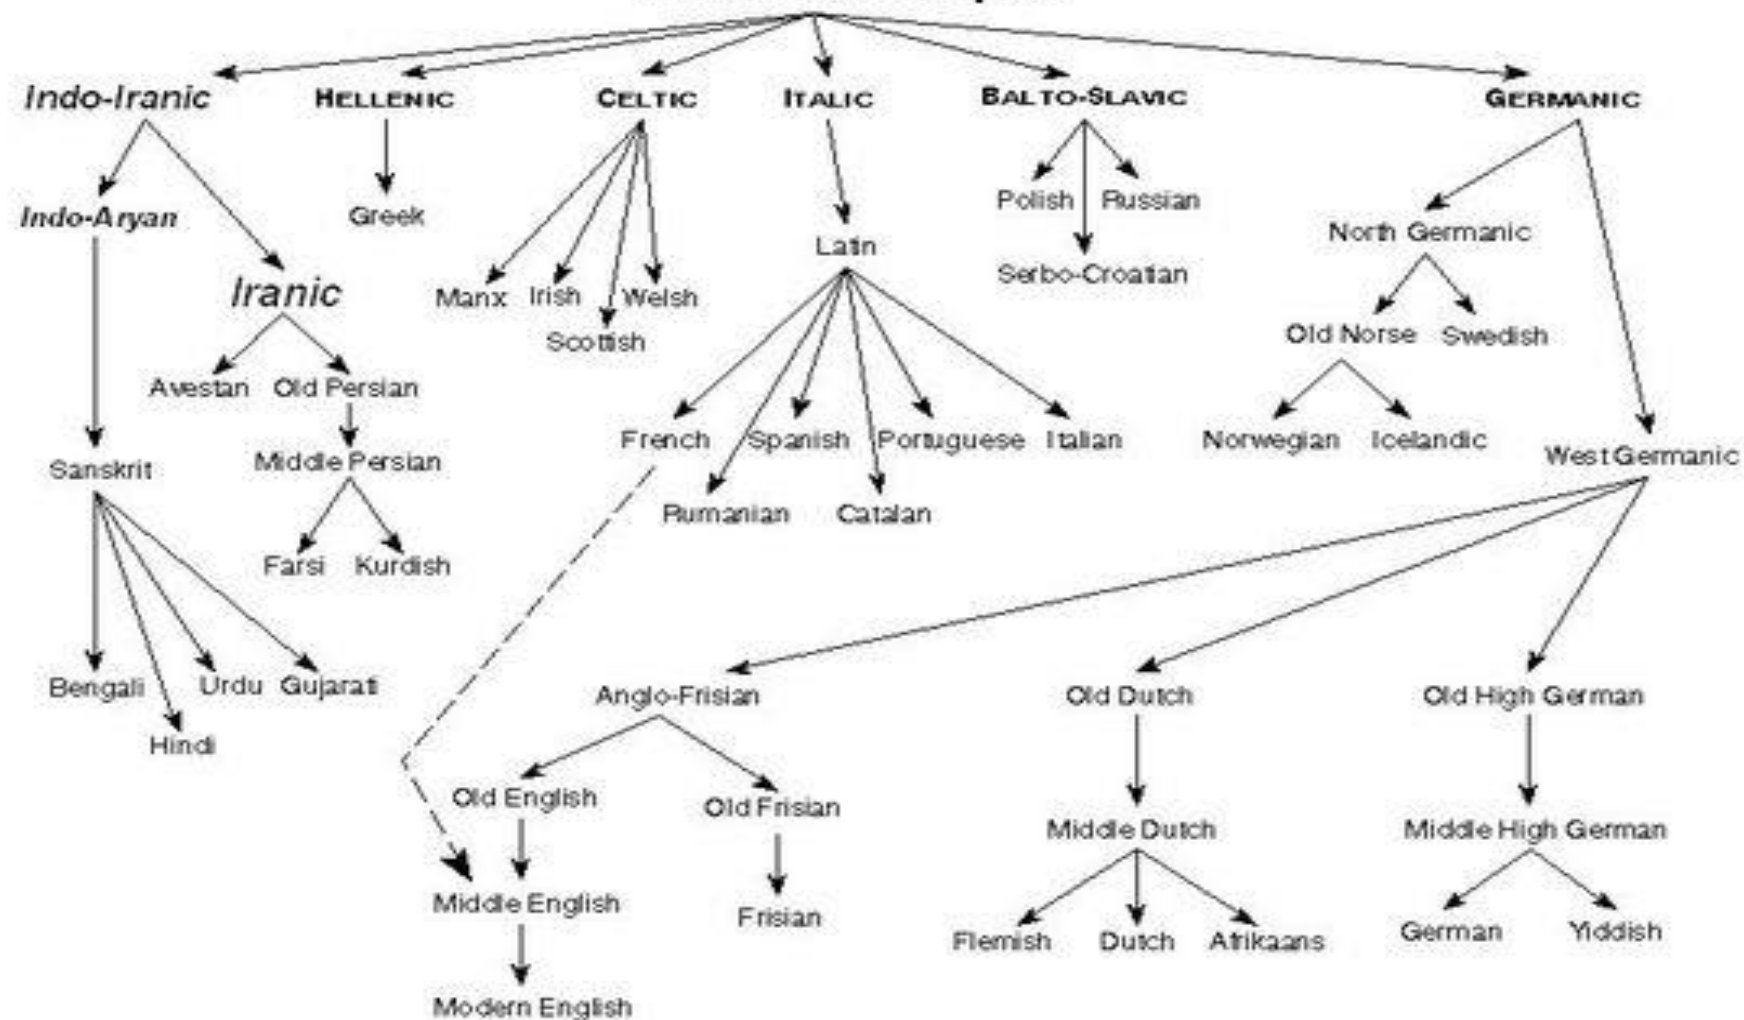 Indo-Iranic HELLENIC CELTIC ITALIC BALTO-SLAVIC GERMANIC
Polish Russian
Indo-Aryan Greek
North Germanic
Latin
Serbo-Croatian
Iranic Manx Irish Welsh
Scottish
Old Norse Swedish
Avestan Old Persian
French Spanish Portuguese Italian Norwegian Icelandic
Sanskrit Middle Persian West Germanic
Rumanian Catalan
Farsi Kurdish
Bengali Urdu Gujarati Anglo-Frisian Old Dutch Old High German
Hindi
Old English Old Frisian
Middle Dutch Middle High German
Middle English Frisian
Flemish Dutch Afrikaans German Yiddish
Modern English